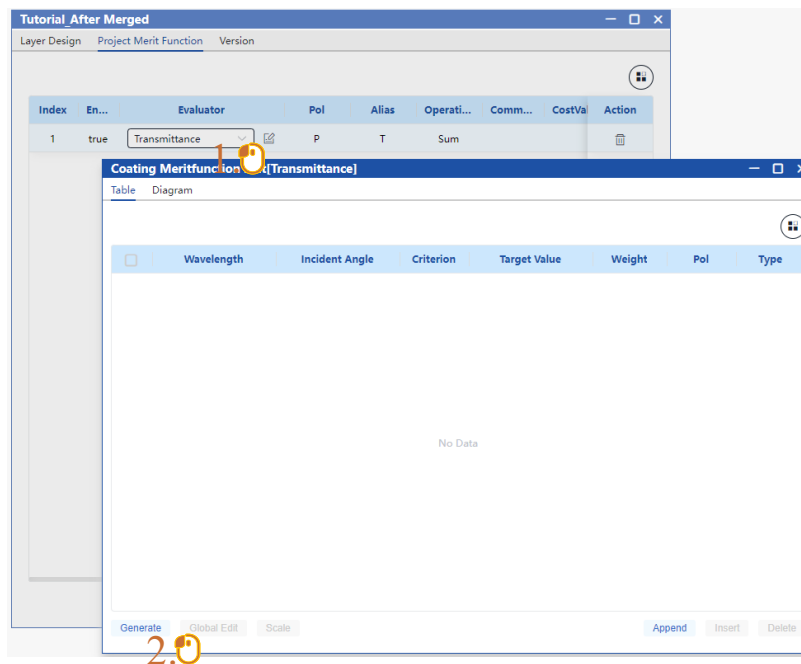 Tutorial_After Merged
Layer Design Project Merit Function Version
Index En... Evaluator Pol Alias Operati... Comm... CostVal Action
1 true Transmittance P T Sum
1.
Coating Meritfunction [Transmittance]
Table Diagram
Wavelength Incident Angle Criterion Target Value Weight Pol Type
No Data
Generate Global Edit Scale Append Insert Delete
2.